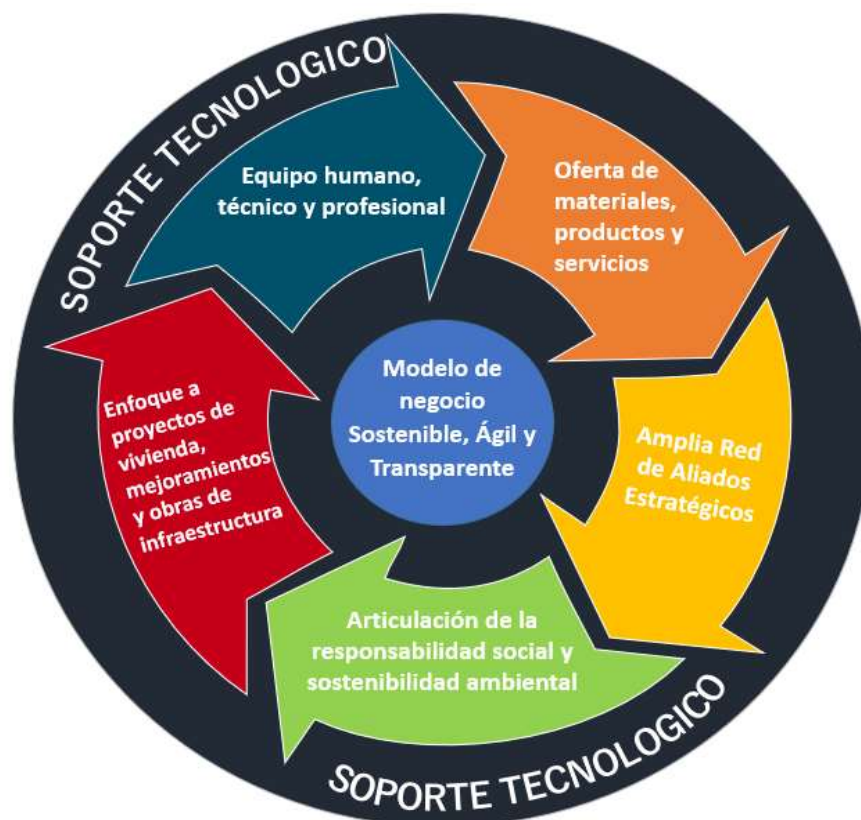 SOPORTE TECNOLOGICO
Equipo humano,
técnico y profesional
Oferta de
materiales,
productos y
servicios
Amplia Red
de Aliados
Estratégicos
Articulación de la
responsabilidad social y
sostenibilidad ambiental
Enfoque a
proyectos de
vivienda,
mejoramientos
y obras de
infraestructura
Modelo de
negocio
Sostenible, Ágil y
Transparente
SOPORTE TECNOLOGICO